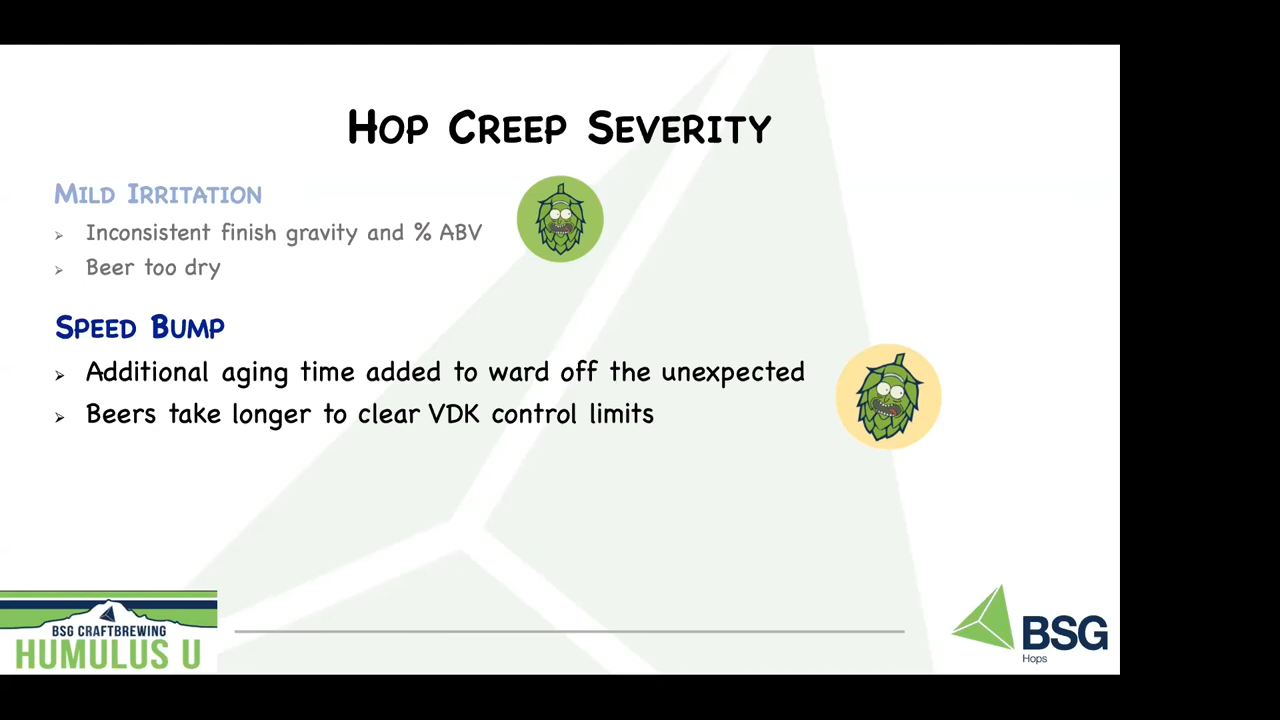 Hop Creep Severity
Mild Irritation
➢ Inconsistent finish gravity and % ABV
➢ Beer too dry
Speed Bump
➢ Additional aging time added to ward off the unexpected
➢ Beers take longer to clear VDK control limits
BSG CRAFTBREWING
HUMULUS U
BSG
Hops